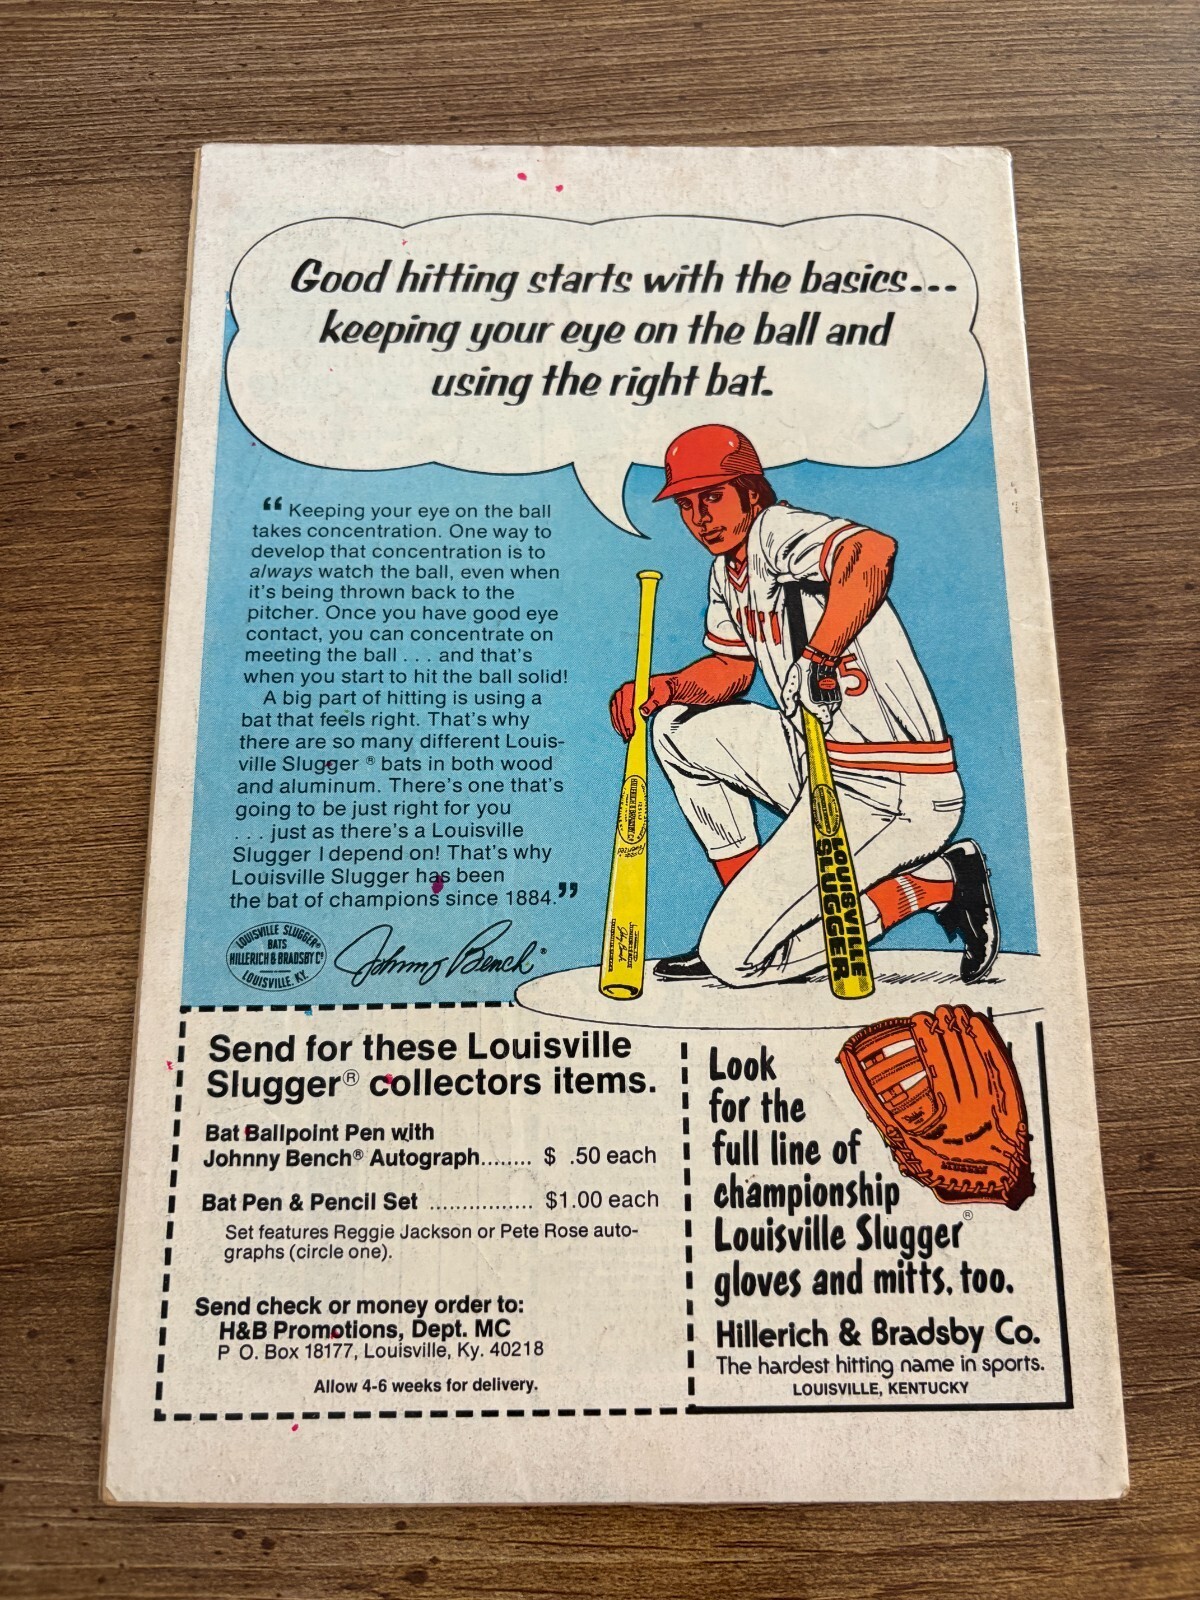 Good hitting starts with the basics...
keeping your eye on the ball and
using the right bat.
“ Keeping your eye on the ball
takes concentration. One way to
develop that concentration is to
always watch the ball, even when
it's being thrown back to the
pitcher. Once you have good eye
contact, you can concentrate on
meeting the ball . . . and that's
when you start to hit the ball solid!
A big part of hitting is using a
bat that feels right. That's why
there are so many different Louis-
ville Slugger ® bats in both wood
and aluminum. There's one that's
going to be just right for you
. . . just as there's a Louisville
Slugger I depend on! That's why
Louisville Slugger has been
the bat of champions since 1884.”
LOUISVILLE SLUGGER®
BATS
HILLERICH & BRADSBY Cº
LOUISVILLE, KY.
Johnny Bench®
5
LOUISVILLE
SLUGGER
Send for these Louisville
Slugger® collectors items.
Bat Ballpoint Pen with
Johnny Bench® Autograph........ $ .50 each
Bat Pen & Pencil Set ................ $1.00 each
Set features Reggie Jackson or Pete Rose auto-
graphs (circle one).
Send check or money order to:
H&B Promotions, Dept. MC
P O. Box 18177, Louisville, Ky. 40218
Allow 4-6 weeks for delivery.
Look
for the
full line of
championship
Louisville Slugger®
gloves and mitts, too.
Hillerich & Bradsby Co.
The hardest hitting name in sports.
LOUISVILLE, KENTUCKY